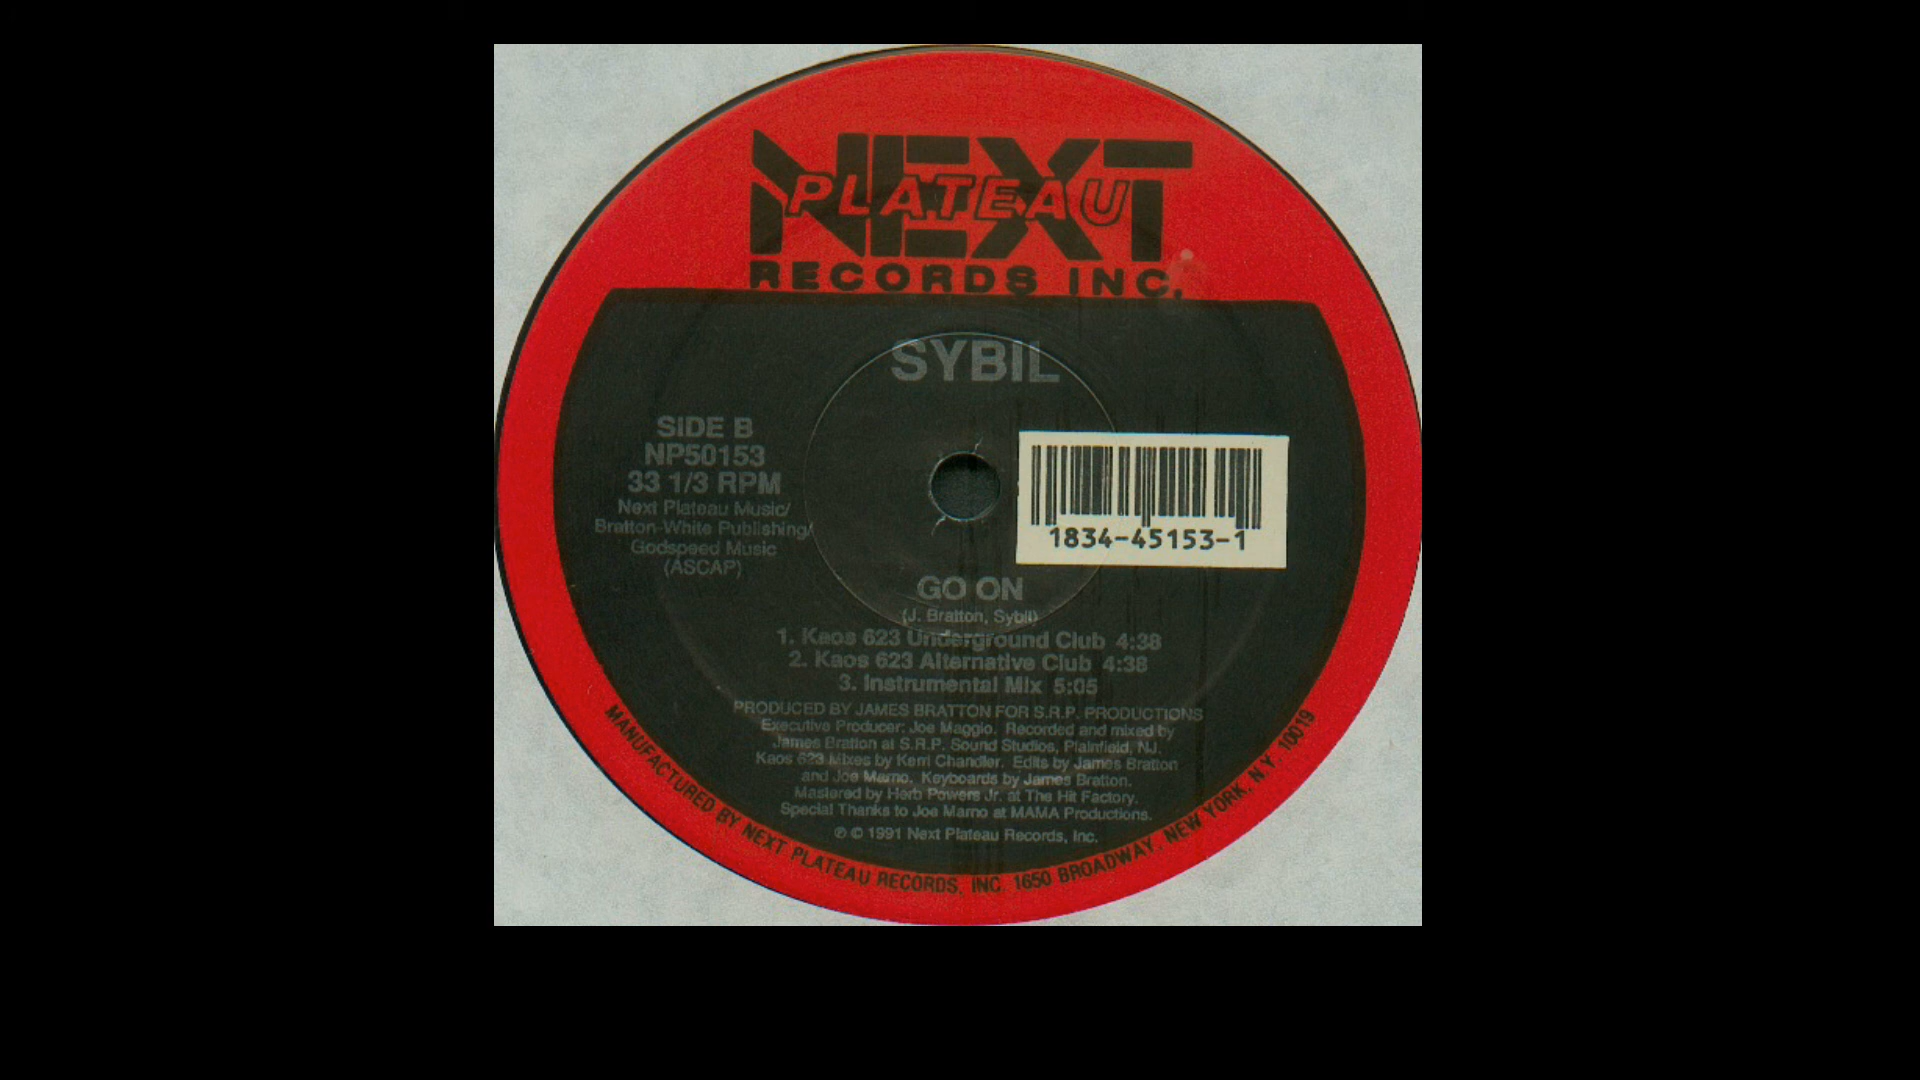 NEXT
PLATEAU
RECORDS INC.
SYBIL
SIDE B
NP50153
33 1/3 RPM
Next Plateau Music/
Bratton-White Publishing/
Godspeed Music
(ASCAP)
1834-45153-1
GO ON
(J. Bratton, Sybil)
1. Kaos 623 Underground Club 4:38
2. Kaos 623 Alternative Club 4:38
3. Instrumental Mix 5:05
PRODUCED BY JAMES BRATTON FOR S.R.P. PRODUCTIONS
Executive Producer: Joe Maggio. Recorded and mixed by
James Bratton at S.R.P. Sound Studios, Plainfield, NJ.
Kaos 623 Mixes by Kerri Chandler. Edits by James Bratton
and Joe Marno. Keyboards by James Bratton.
Mastered by Herb Powers Jr. at The Hit Factory.
Special Thanks to Joe Marno at MAMA Productions.
℗ © 1991 Next Plateau Records, Inc.
MANUFACTURED BY NEXT PLATEAU RECORDS, INC. 1650 BROADWAY, NEW YORK, N.Y. 10019